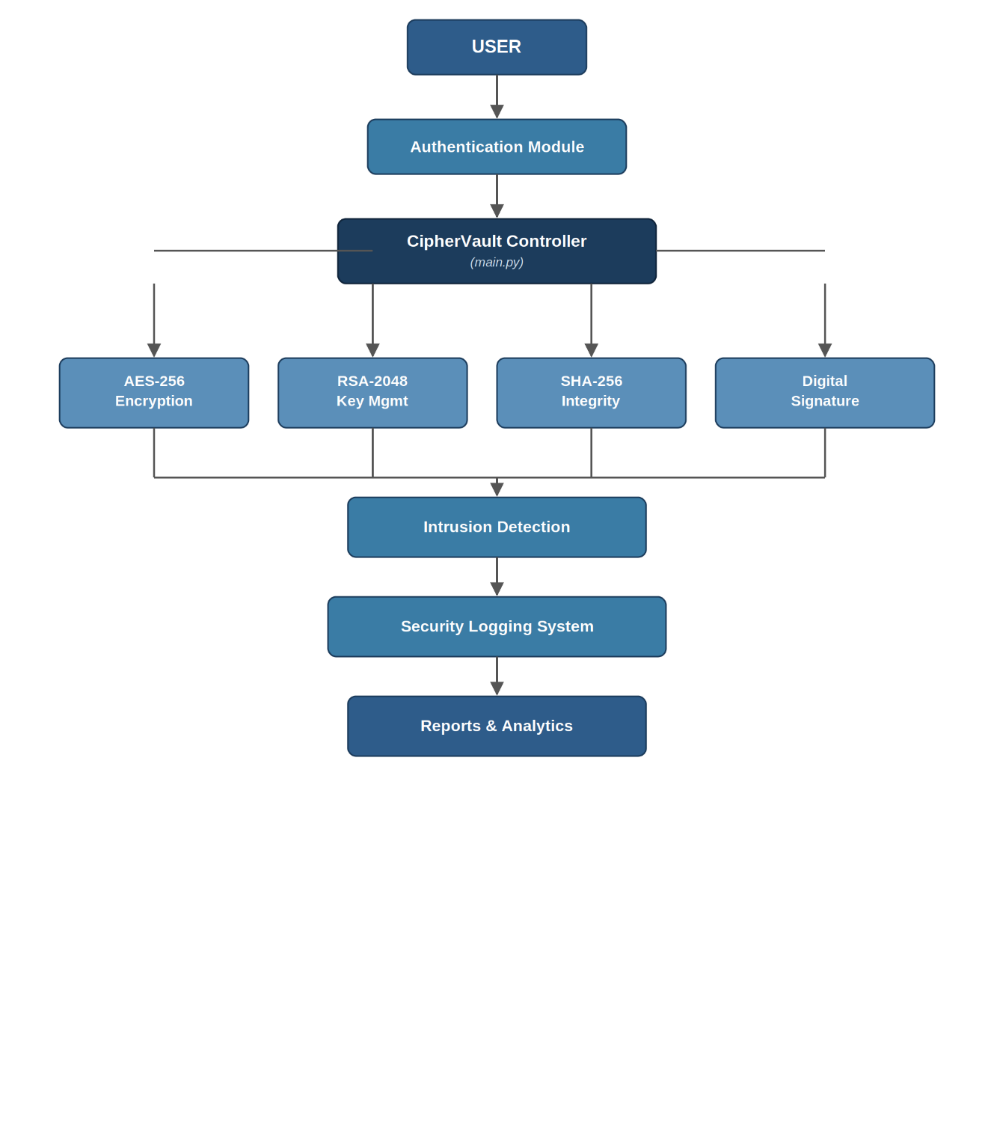 USER
Authentication Module
CipherVault Controller
(main.py)
AES-256
Encryption
RSA-2048
Key Mgmt
SHA-256
Integrity
Digital
Signature
Intrusion Detection
Security Logging System
Reports & Analytics